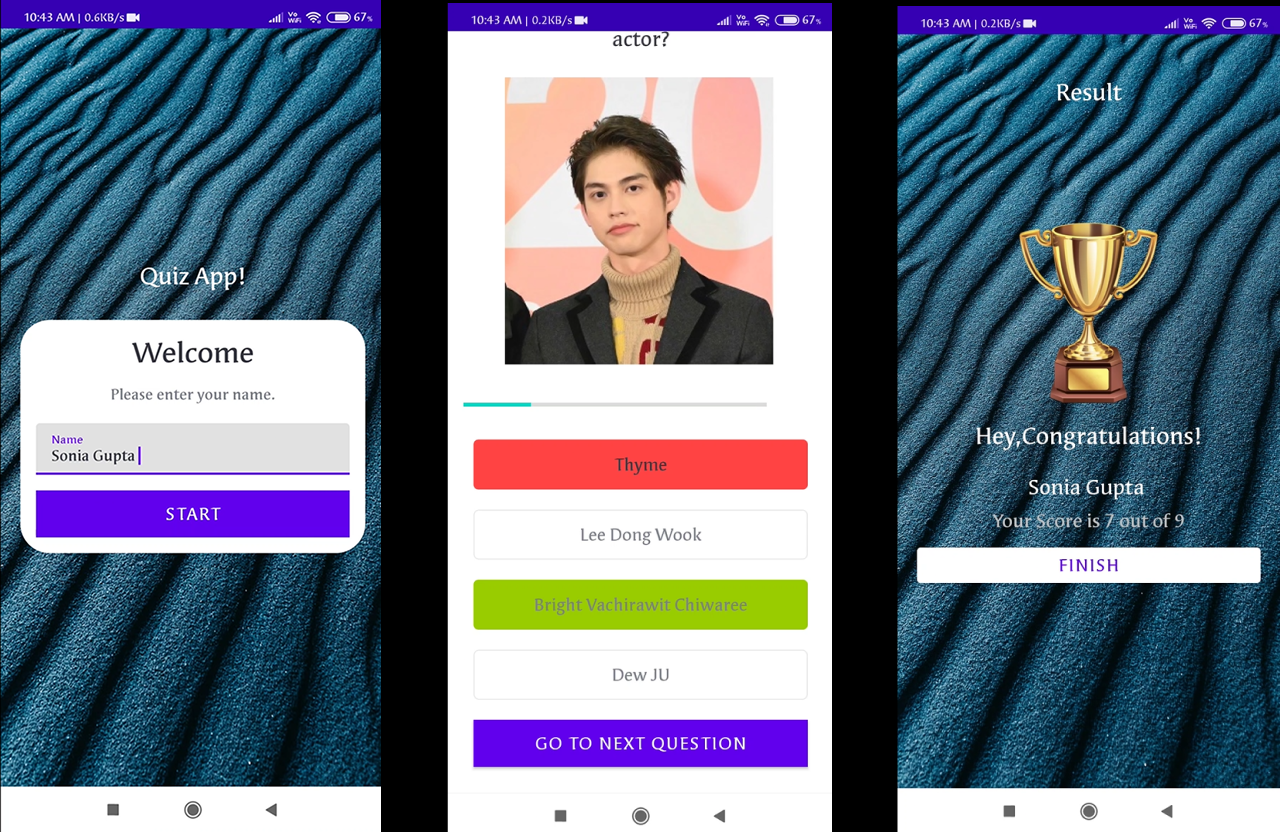 10:43 AM | 0.6KB/s
Vo
WiFi
67%
Quiz App!
Welcome
Please enter your name.
Name
Sonia Gupta
START
10:43 AM | 0.2KB/s
Vo
WiFi
67%
actor?
20
Thyme
Lee Dong Wook
Bright Vachirawit Chiwaree
Dew JU
GO TO NEXT QUESTION
10:43 AM | 0.2KB/s
Vo
WiFi
67%
Result
Hey,Congratulations!
Sonia Gupta
Your Score is 7 out of 9
FINISH